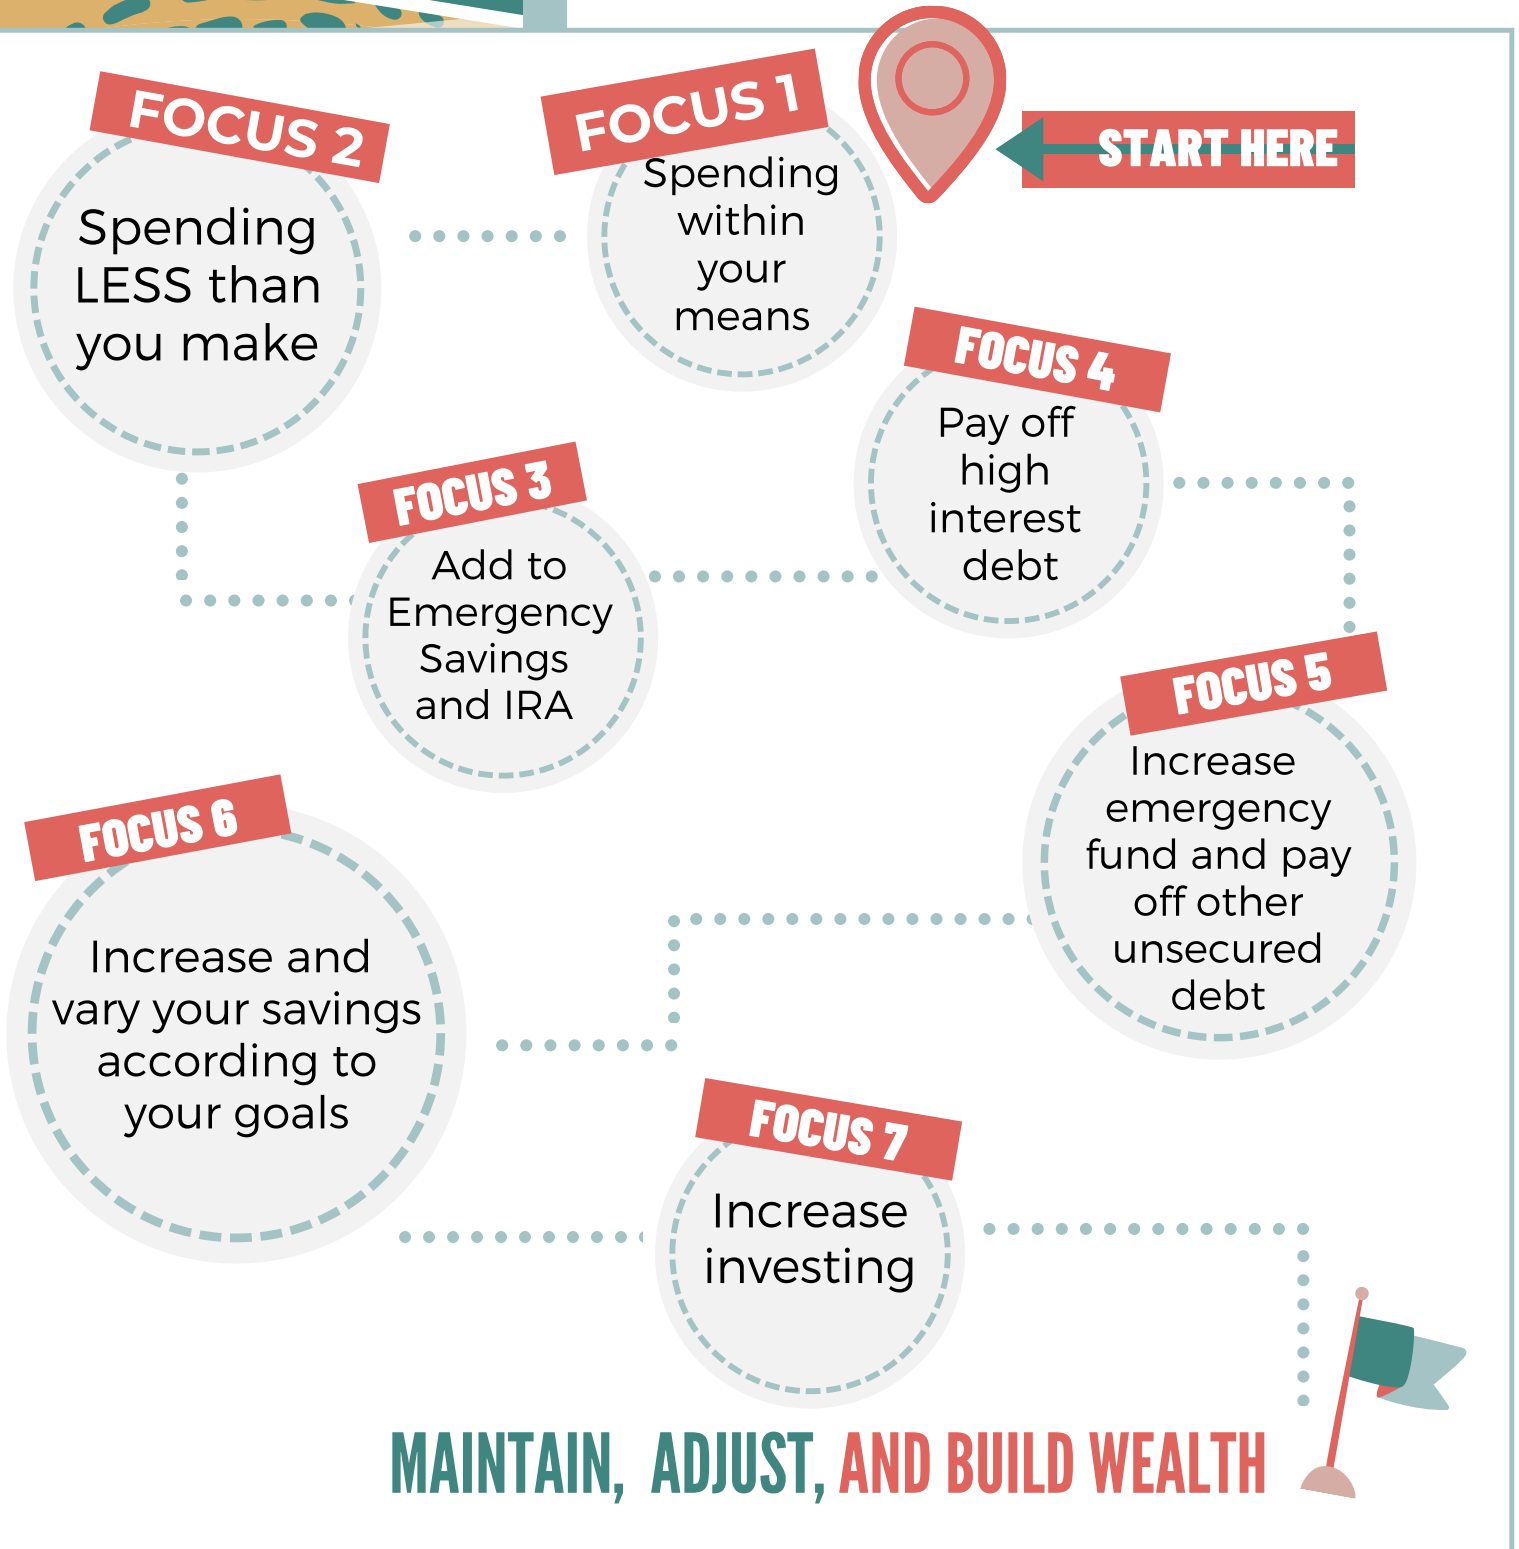 START HERE
FOCUS 1
Spending
within
your
means
FOCUS 2
Spending
LESS than
you make
FOCUS 3
Add to
Emergency
Savings
and IRA
FOCUS 4
Pay off
high
interest
debt
FOCUS 5
Increase
emergency
fund and pay
off other
unsecured
debt
FOCUS 6
Increase and
vary your savings
according to
your goals
FOCUS 7
Increase
investing
MAINTAIN, ADJUST, AND BUILD WEALTH